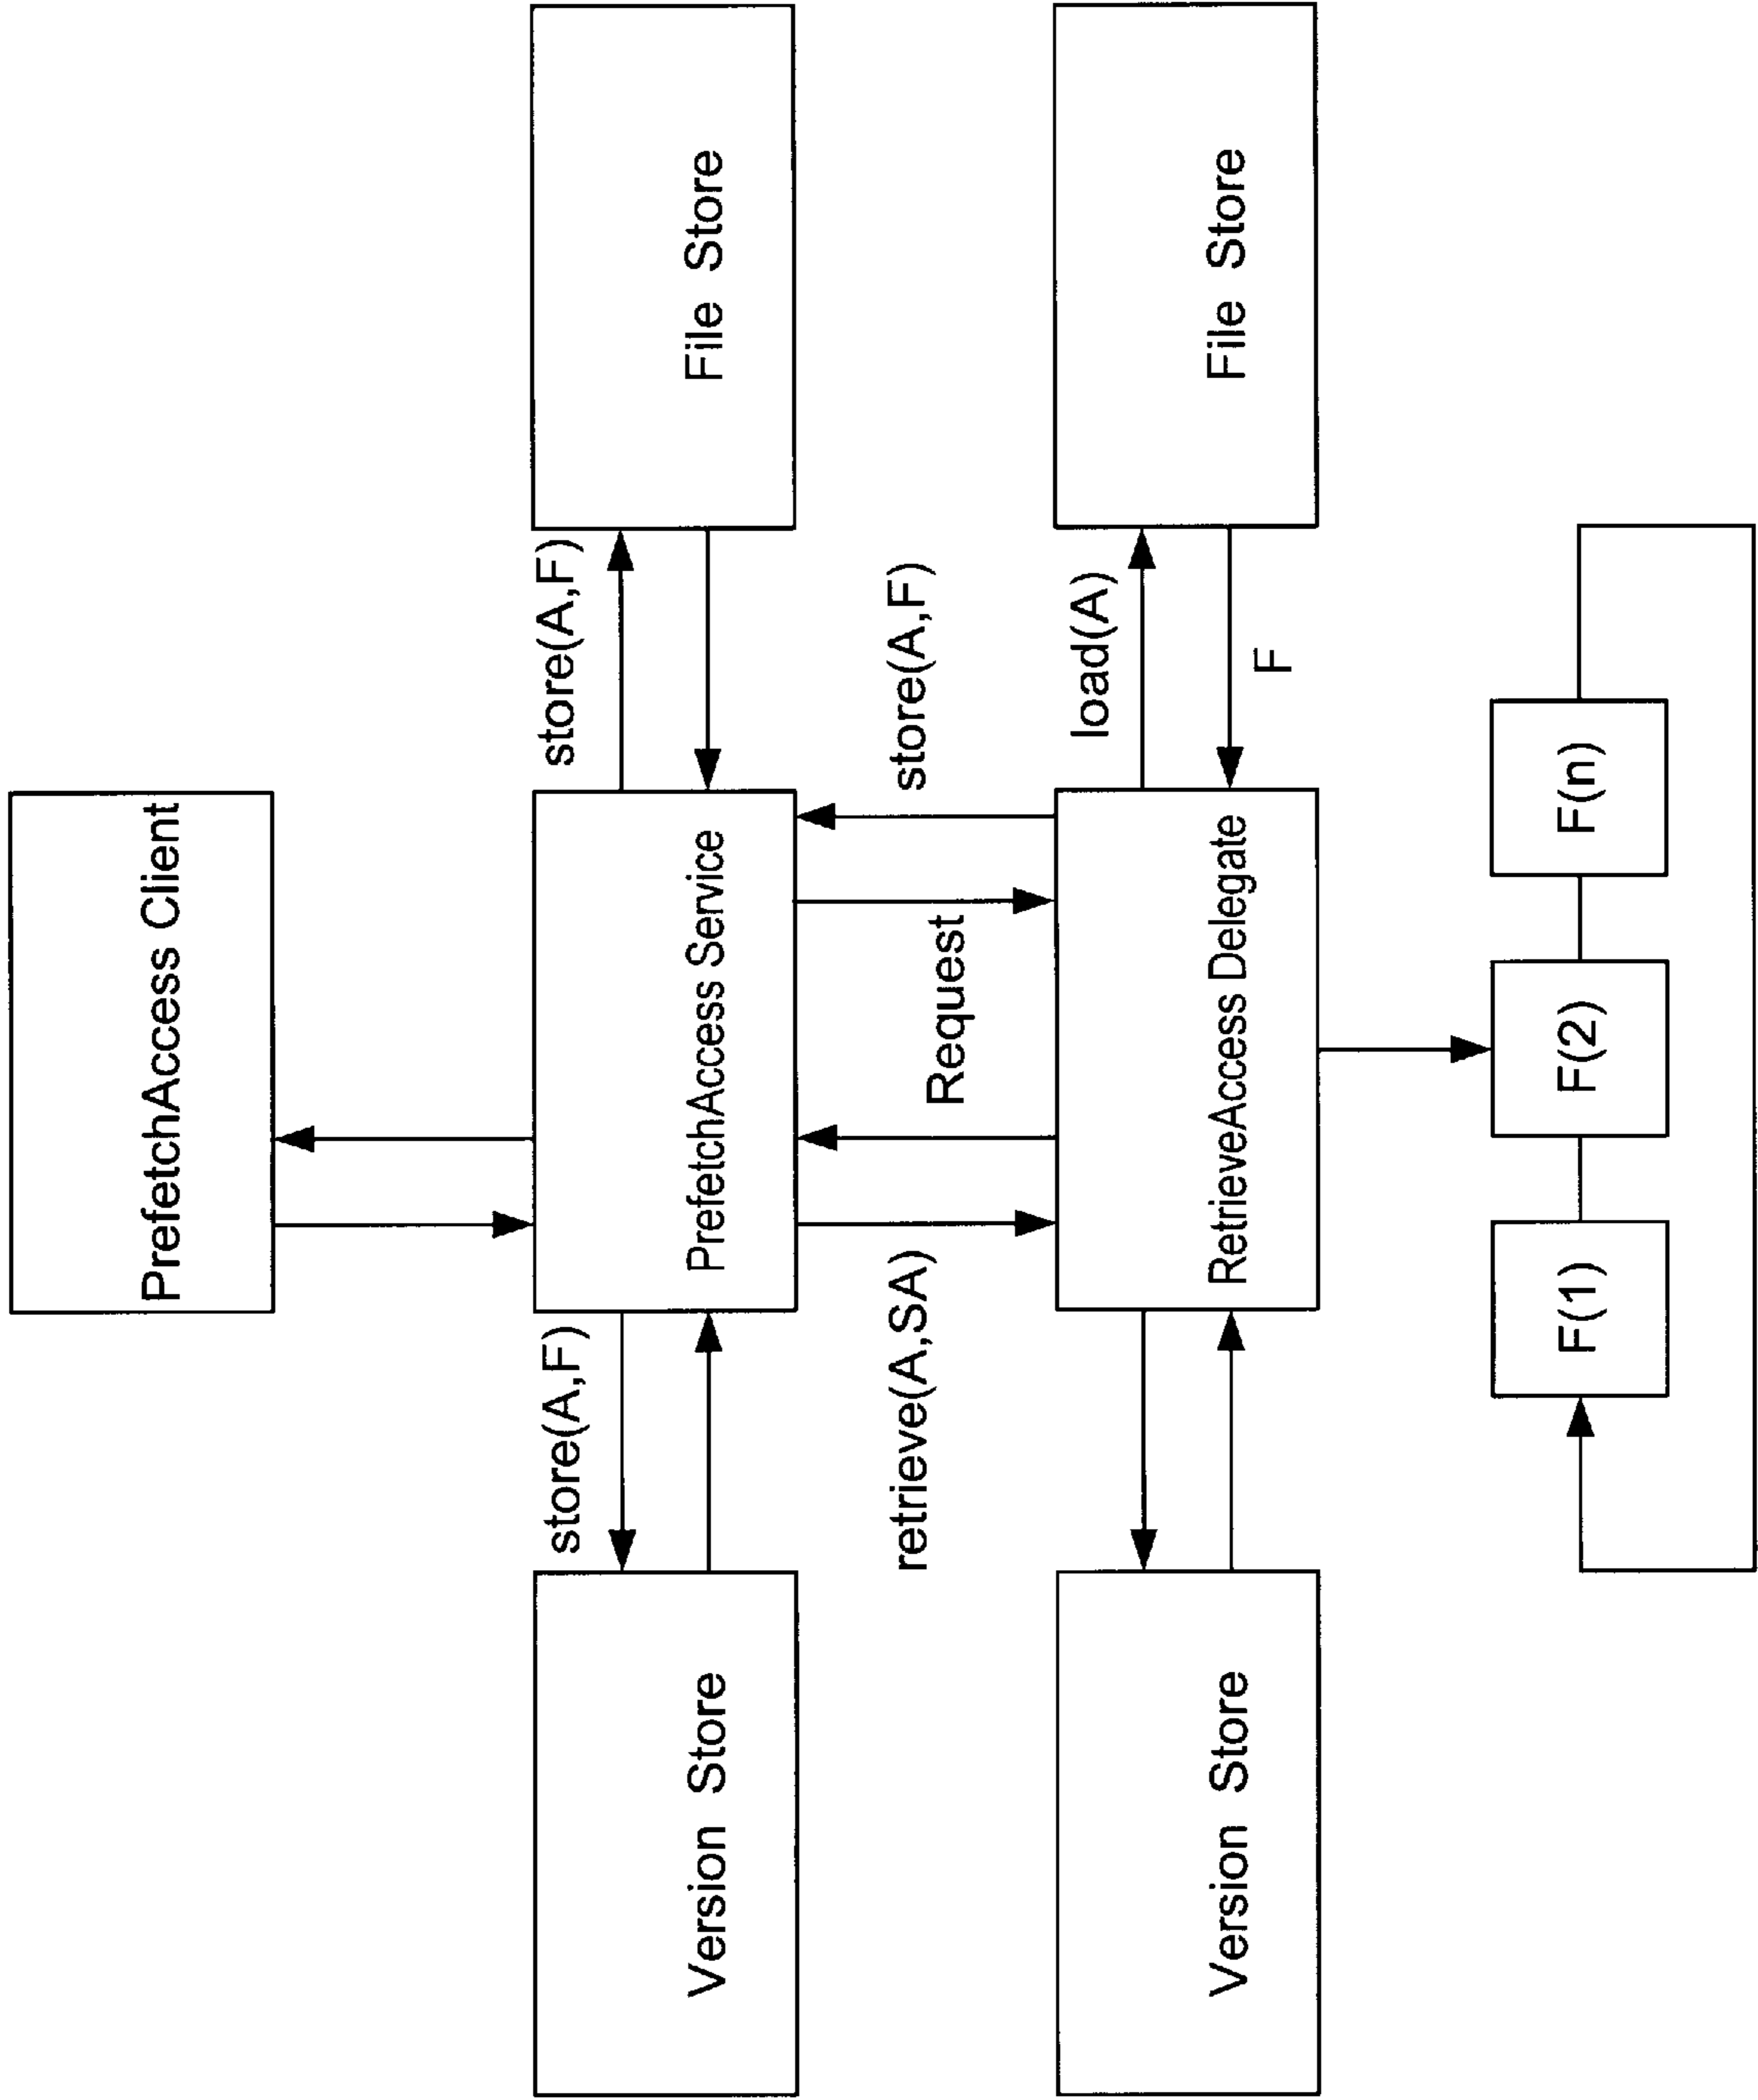 PrefetchAccess Client
store(A,F)
store(A,F)
Version Store
PrefetchAccess Service
File Store
retrieve(A,SA)
Request
store(A,F)
load(A)
Version Store
RetrieveAccess Delegate
File Store
F
F(1)
F(2)
F(n)